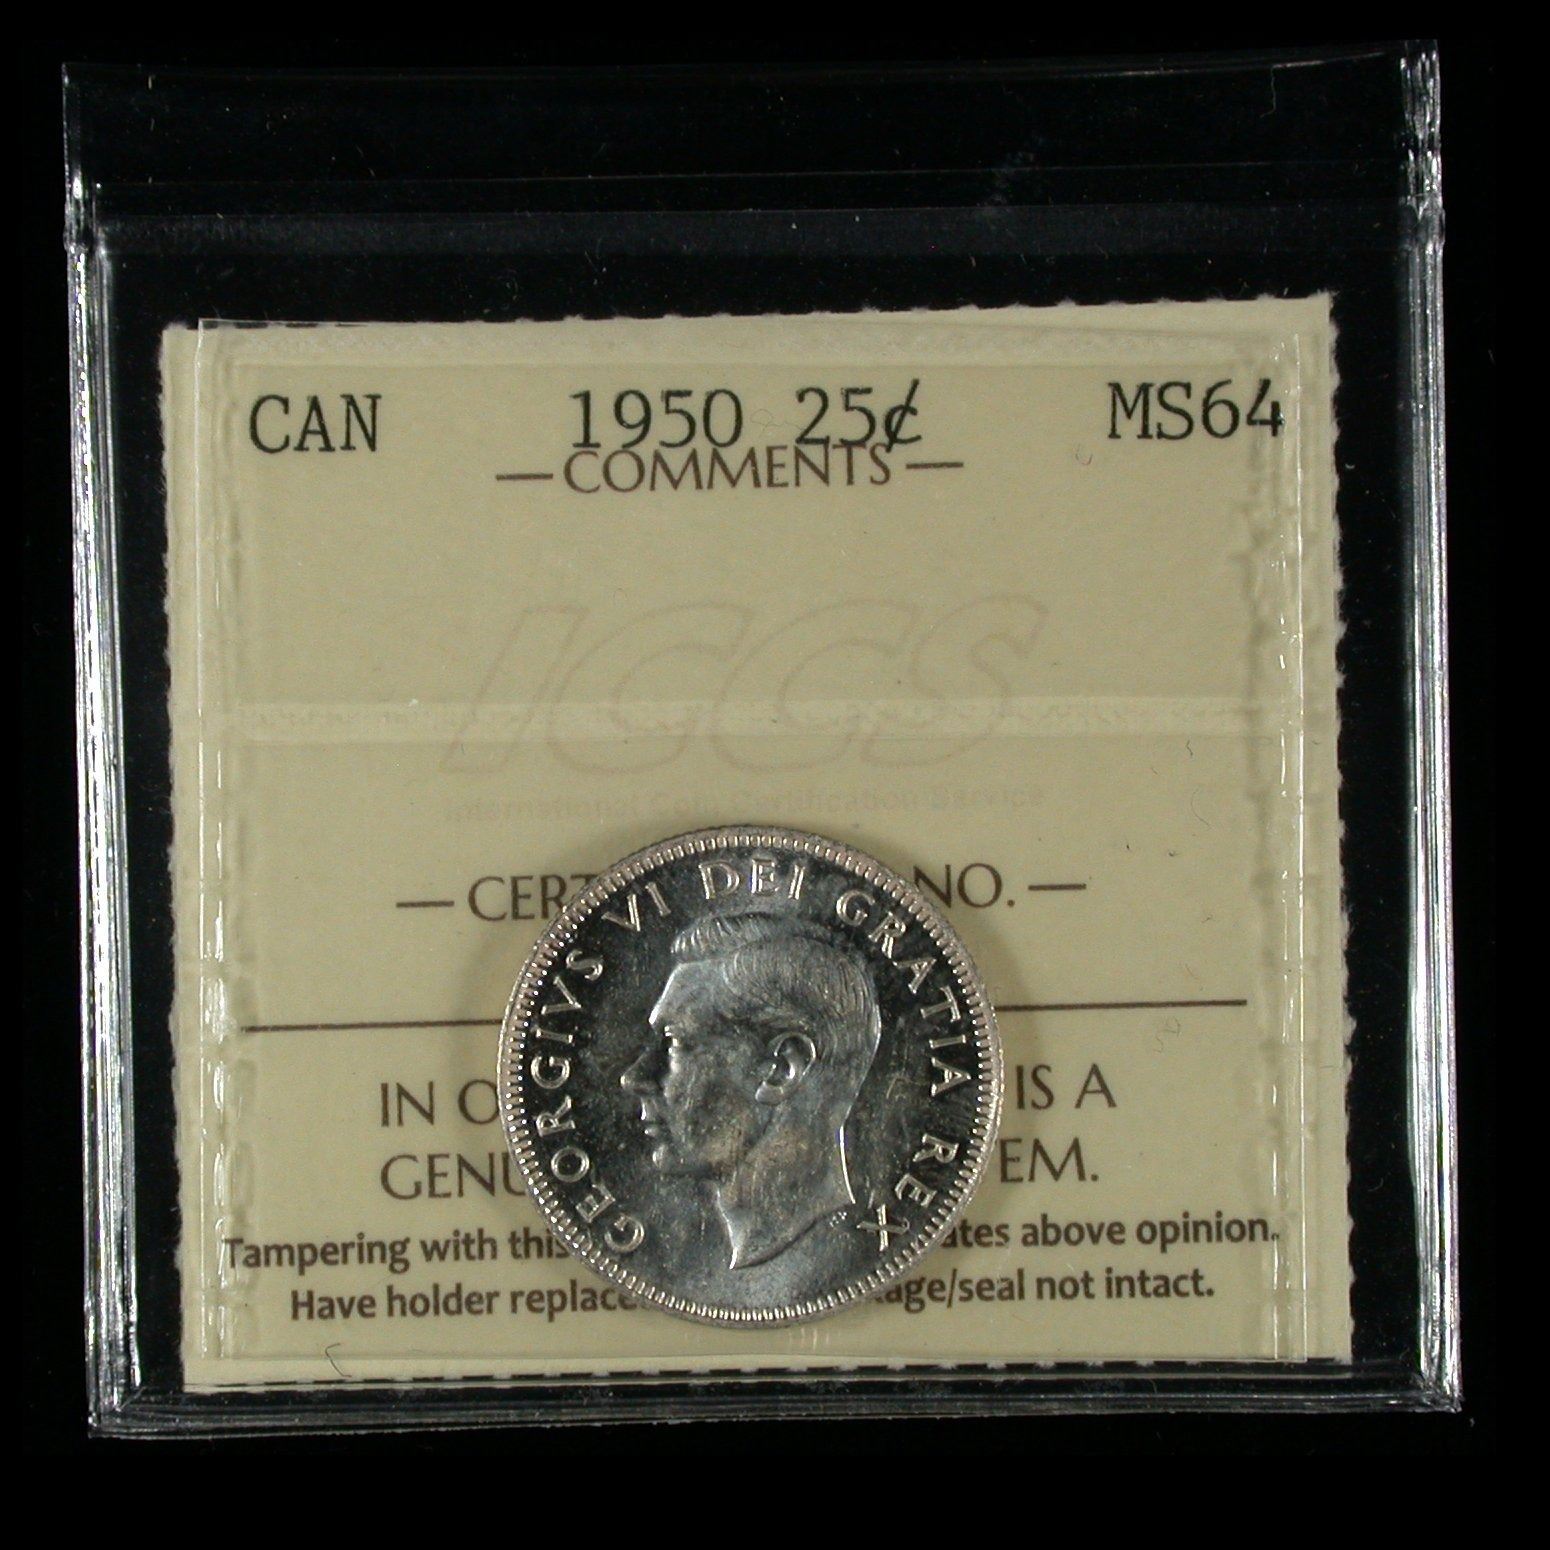 CAN 1950 25¢ MS64
— COMMENTS —
ICCS
International Coin Certification Service
— CERT NO. —
GEORGIVS VI DEI GRATIA REX
IN O IS A
GENU EM.
Tampering with this ates above opinion.
Have holder replace age/seal not intact.